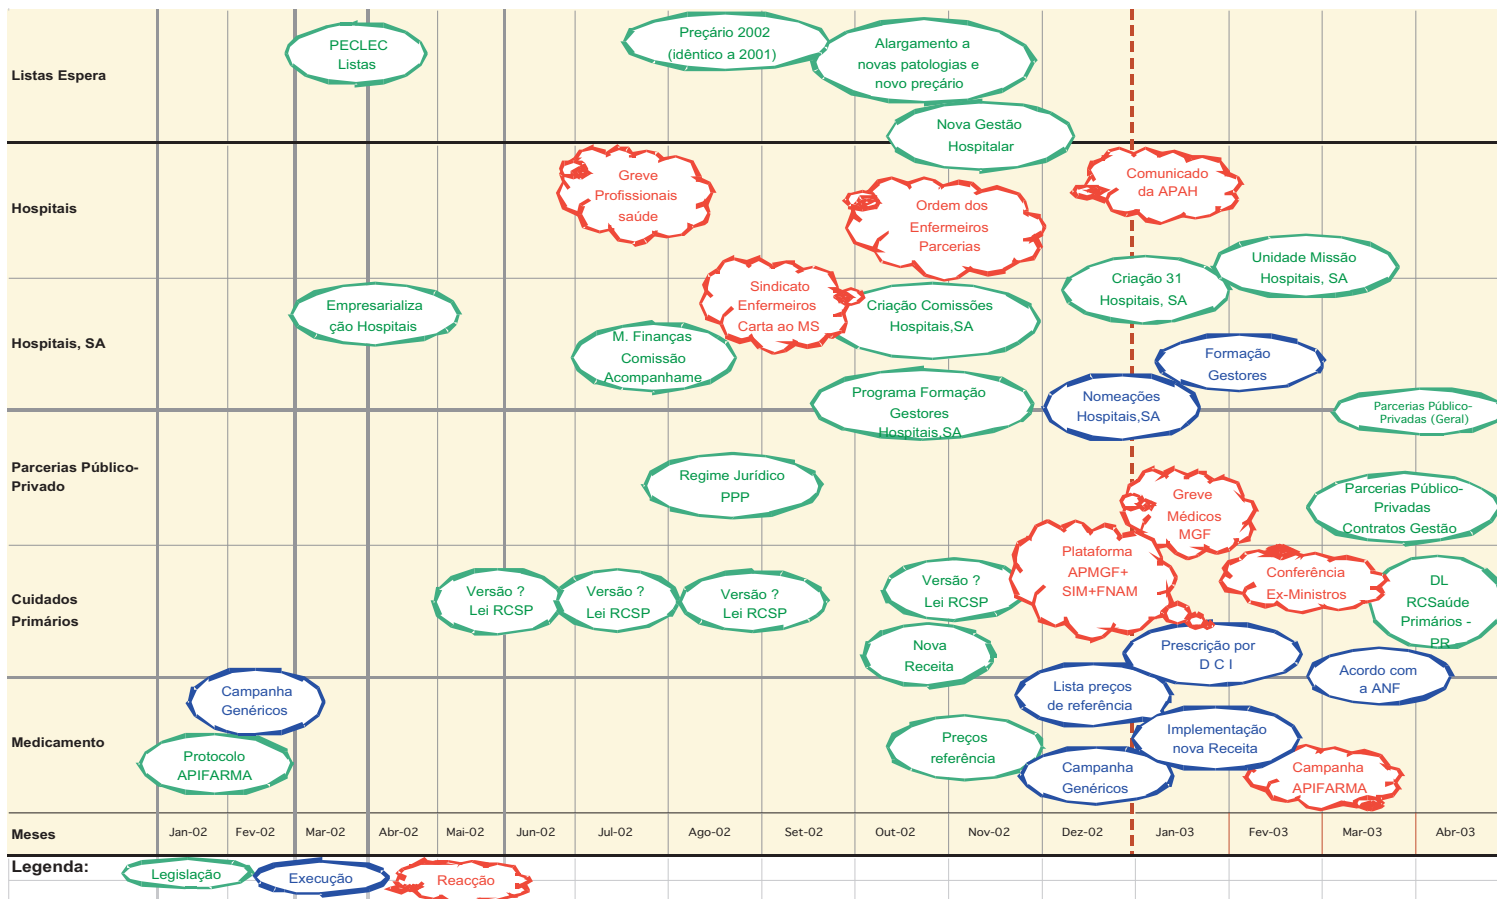 Listas Espera
PECLEC
Listas
Preçário 2002
(idêntico a 2001)
Alargamento a
novas patologias e
novo preçário
Nova Gestão
Hospitalar
Hospitais
Greve
Profissionais
saúde
Ordem dos
Enfermeiros
Parcerias
Comunicado
da APAH
Hospitais, SA
Empresarializa
ção Hospitais
M. Finanças
Comissão
Acompanhame
Sindicato
Enfermeiros
Carta ao MS
Criação Comissões
Hospitais,SA
Programa Formação
Gestores
Hospitais,SA
Criação 31
Hospitais, SA
Unidade Missão
Hospitais, SA
Formação
Gestores
Nomeações
Hospitais,SA
Parcerias Público-
Privadas (Geral)
Parcerias Público-
Privado
Regime Jurídico
PPP
Greve
Médicos
MGF
Parcerias Público-
Privadas
Contratos Gestão
Cuidados
Primários
Versão ?
Lei RCSP
Versão ?
Lei RCSP
Versão ?
Lei RCSP
Versão ?
Lei RCSP
Nova
Receita
Plataforma
APMGF+
SIM+FNAM
Conferência
Ex-Ministros
DL
RCSaúde
Primários -
PR
Prescrição por
D C I
Acordo com
a ANF
Medicamento
Campanha
Genéricos
Protocolo
APIFARMA
Preços
referência
Lista preços
de referência
Campanha
Genéricos
Implementação
nova Receita
Campanha
APIFARMA
Meses
Jan-02
Fev-02
Mar-02
Abr-02
Mai-02
Jun-02
Jul-02
Ago-02
Set-02
Out-02
Nov-02
Dez-02
Jan-03
Fev-03
Mar-03
Abr-03
Legenda:
Legislação
Execução
Reacção